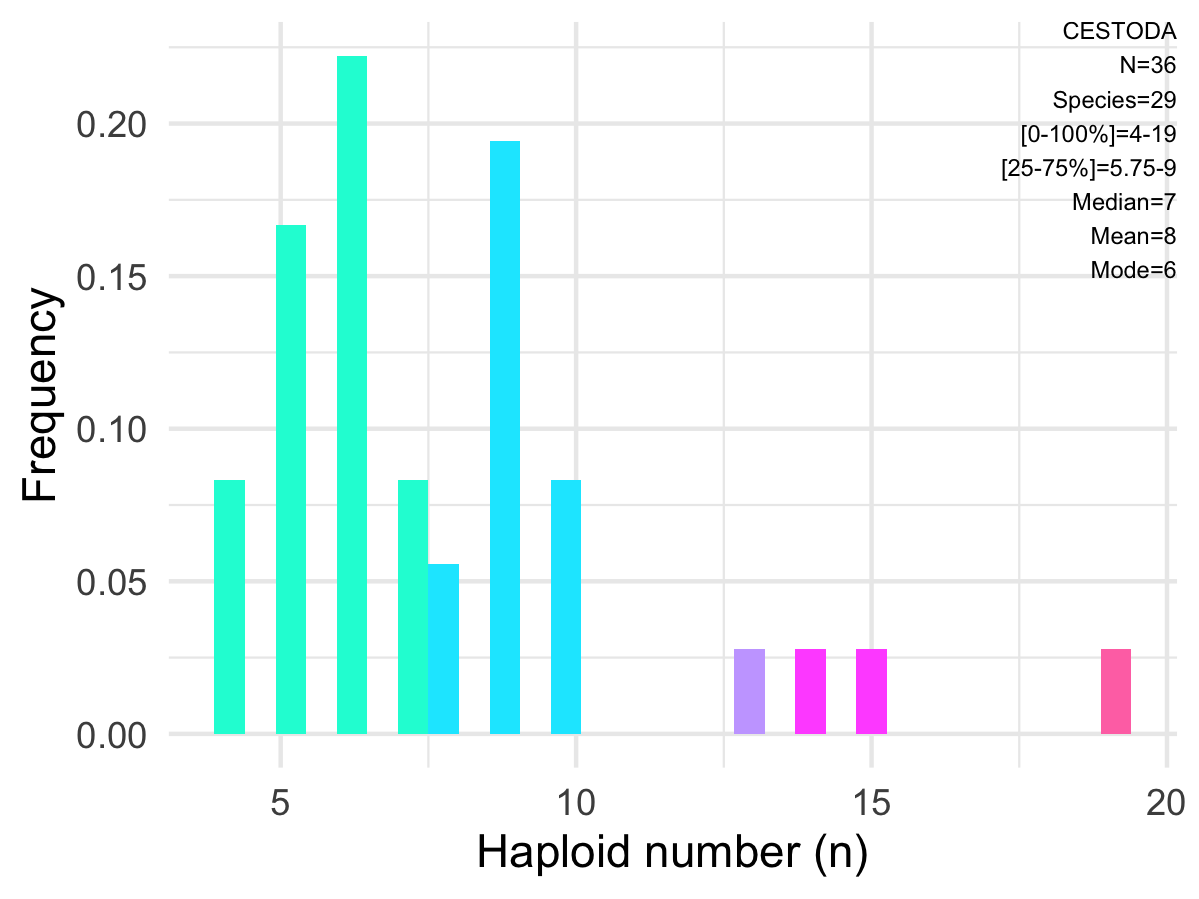 CESTODA
N=36
Species=29
[0-100%]=4-19
[25-75%]=5.75-9
Median=7
Mean=8
Mode=6
Frequency
0.20
0.15
0.10
0.05
0.00
5 10 15 20
Haploid number (n)